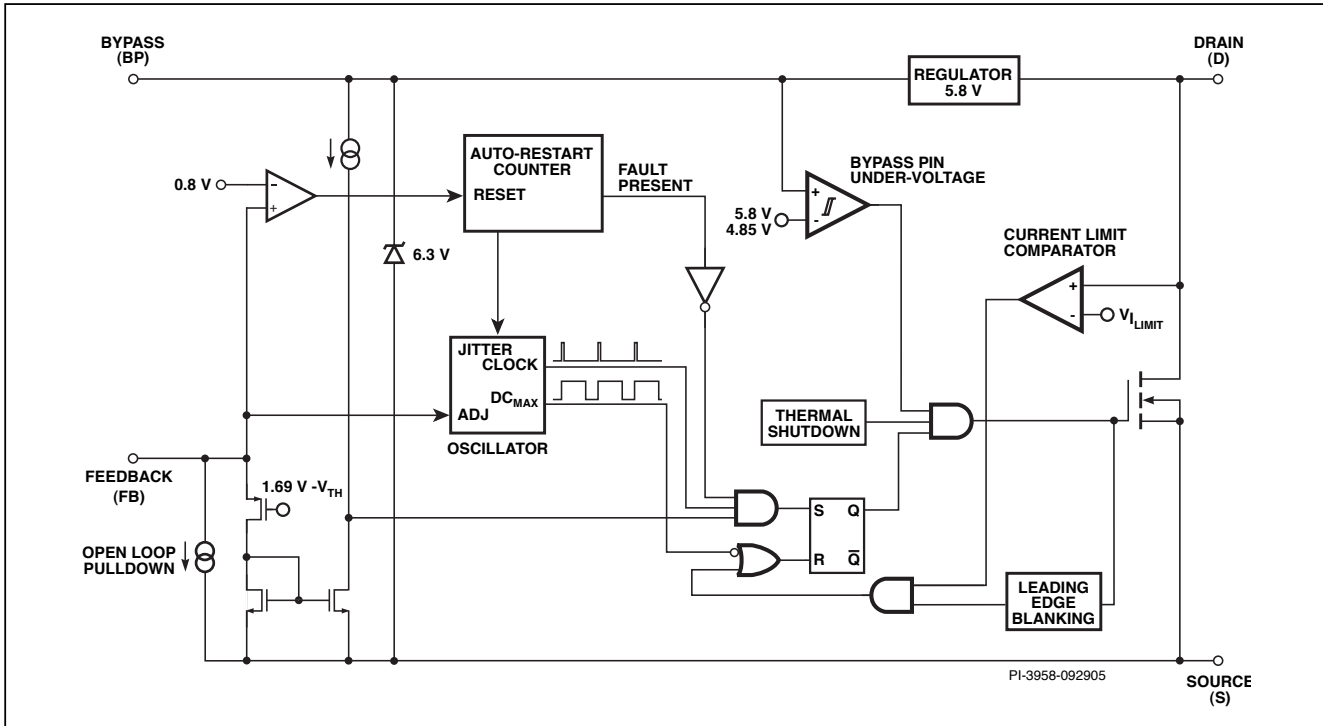 BYPASS
(BP)
DRAIN
(D)
REGULATOR
5.8 V
AUTO-RESTART
COUNTER
RESET
FAULT
PRESENT
BYPASS PIN
UNDER-VOLTAGE
0.8 V
-
+
+
-
5.8 V
4.85 V
6.3 V
CURRENT LIMIT
COMPARATOR
+
-
VILIMIT
JITTER
CLOCK
DCMAX
ADJ
OSCILLATOR
THERMAL
SHUTDOWN
FEEDBACK
(FB)
1.69 V -VTH
OPEN LOOP
PULLDOWN
S Q
R Q̅
LEADING
EDGE
BLANKING
PI-3958-092905
SOURCE
(S)